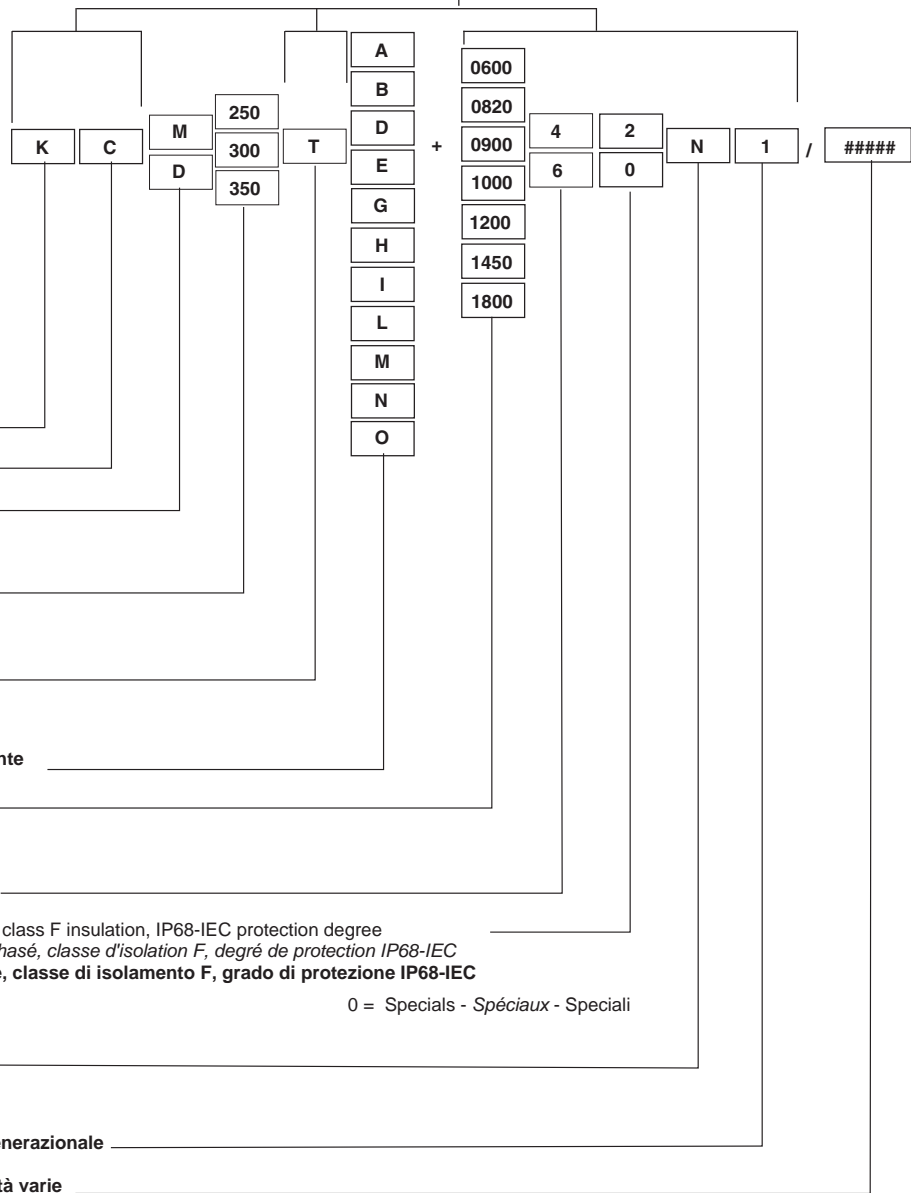 K
C
M
D
250
300
350
T
A
B
D
E
G
H
I
L
M
N
O
+
0600
0820
0900
1000
1200
1450
1800
4
6
2
0
N
1
/
#####
nte
class F insulation, IP68-IEC protection degree
hasé, classe d'isolation F, degré de protection IP68-IEC
e, classe di isolamento F, grado di protezione IP68-IEC
0 = Specials - Spéciaux - Speciali
enerazionale
tà varie